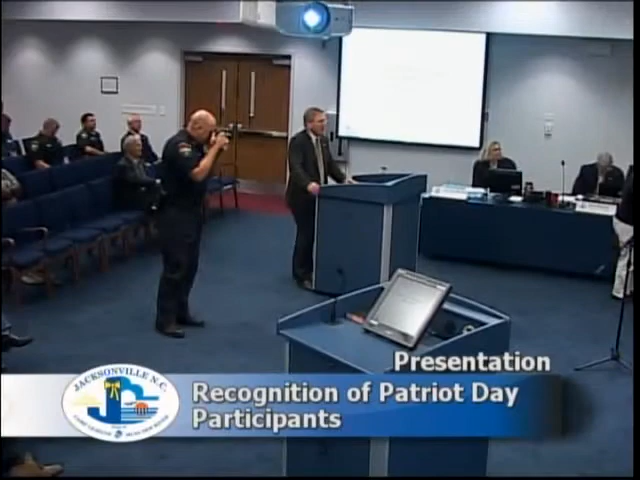 Presentation
JACKSONVILLE N.C.
Recognition of Patriot Day
Participants